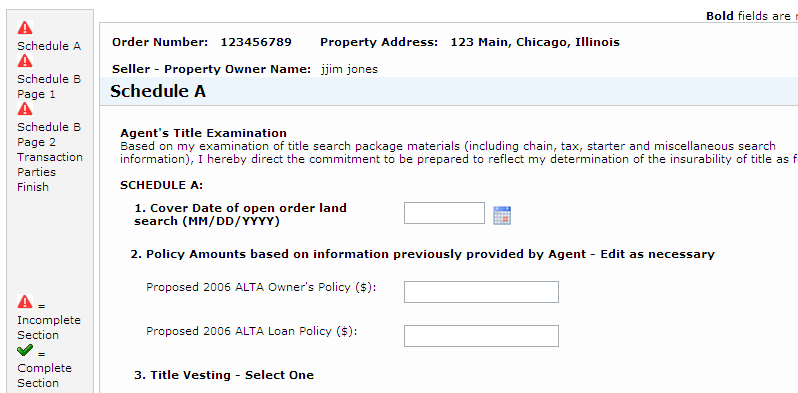 Bold fields are
Schedule A
Schedule B
Page 1
Schedule B
Page 2
Transaction
Parties
Finish
=
Incomplete
Section
=
Complete
Section
Order Number: 123456789 Property Address: 123 Main, Chicago, Illinois
Seller - Property Owner Name: jjim jones
Schedule A
Agent's Title Examination
Based on my examination of title search package materials (including chain, tax, starter and miscellaneous search
information), I hereby direct the commitment to be prepared to reflect my determination of the insurability of title as
SCHEDULE A:
1. Cover Date of open order land
search (MM/DD/YYYY)
2. Policy Amounts based on information previously provided by Agent - Edit as necessary
Proposed 2006 ALTA Owner's Policy ($):
Proposed 2006 ALTA Loan Policy ($):
3. Title Vesting - Select One